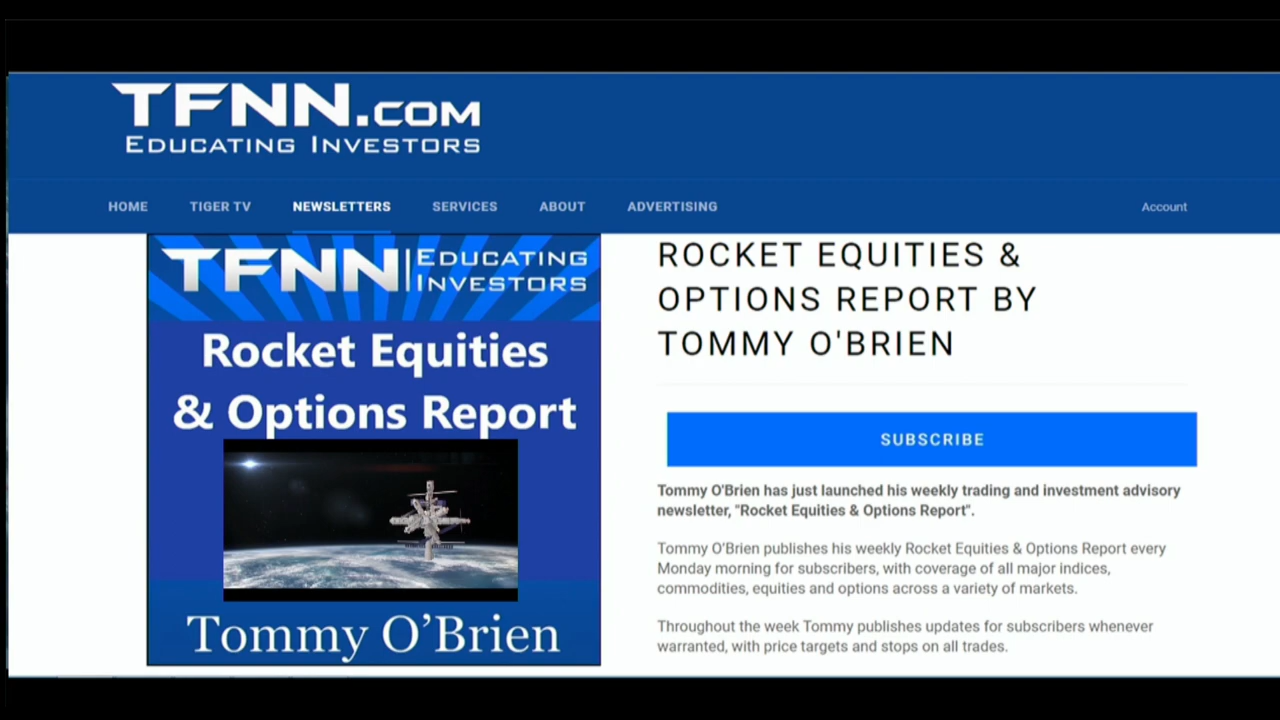 TFNN.COM
EDUCATING INVESTORS
HOME TIGER TV NEWSLETTERS SERVICES ABOUT ADVERTISING Account
TFNN EDUCATING
INVESTORS
Rocket Equities
& Options Report
Tommy O’Brien
ROCKET EQUITIES &
OPTIONS REPORT BY
TOMMY O'BRIEN
SUBSCRIBE
Tommy O'Brien has just launched his weekly trading and investment advisory
newsletter, "Rocket Equities & Options Report".
Tommy O’Brien publishes his weekly Rocket Equities & Options Report every
Monday morning for subscribers, with coverage of all major indices,
commodities, equities and options across a variety of markets.
Throughout the week Tommy publishes updates for subscribers whenever
warranted, with price targets and stops on all trades.